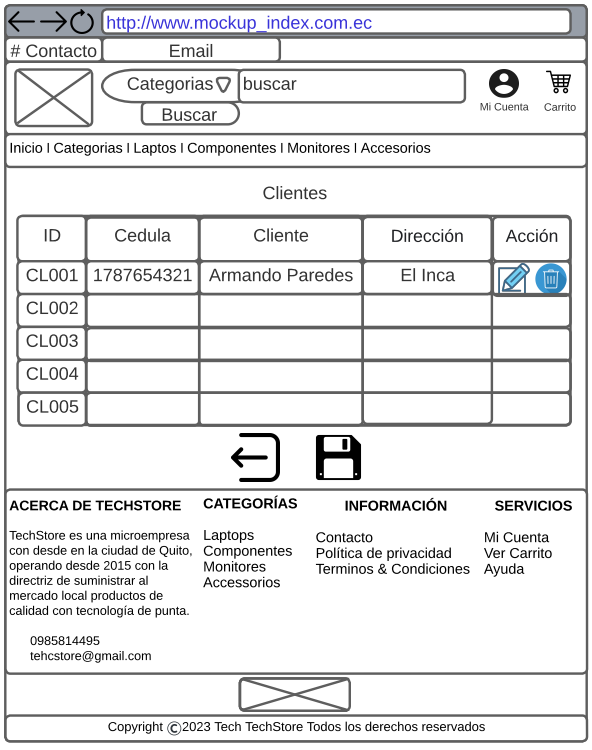 http://www.mockup_index.com.ec
# Contacto Email
Categorias buscar
Mi Cuenta Carrito
Buscar
Inicio I Categorias I Laptos I Componentes I Monitores I Accesorios
Clientes
ID Cedula Cliente Dirección Acción
CL001 1787654321 Armando Paredes El Inca
CL002
CL003
CL004
CL005
ACERCA DE TECHSTORE
TechStore es una microempresa
con desde en la ciudad de Quito,
operando desde 2015 con la
directriz de suministrar al
mercado local productos de
calidad con tecnología de punta.
0985814495
tehcstore@gmail.com
CATEGORÍAS
Laptops
Componentes
Monitores
Accessorios
INFORMACIÓN
Contacto
Política de privacidad
Terminos & Condiciones
SERVICIOS
Mi Cuenta
Ver Carrito
Ayuda
Copyright ©2023 Tech TechStore Todos los derechos reservados